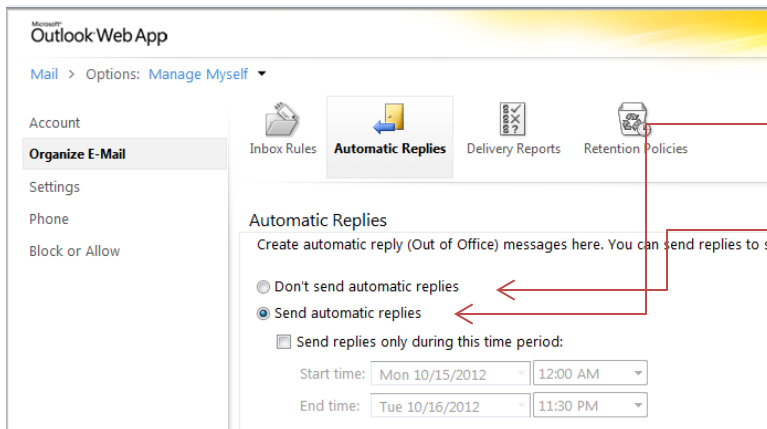 Microsoft®
Outlook Web App
Mail > Options: Manage Myself
Account
Organize E-Mail
Settings
Phone
Block or Allow
Inbox Rules
Automatic Replies
Delivery Reports
Retention Policies
Automatic Replies
Create automatic reply (Out of Office) messages here. You can send replies to s
Don't send automatic replies
Send automatic replies
Send replies only during this time period:
Start time: Mon 10/15/2012 12:00 AM
End time: Tue 10/16/2012 11:30 PM